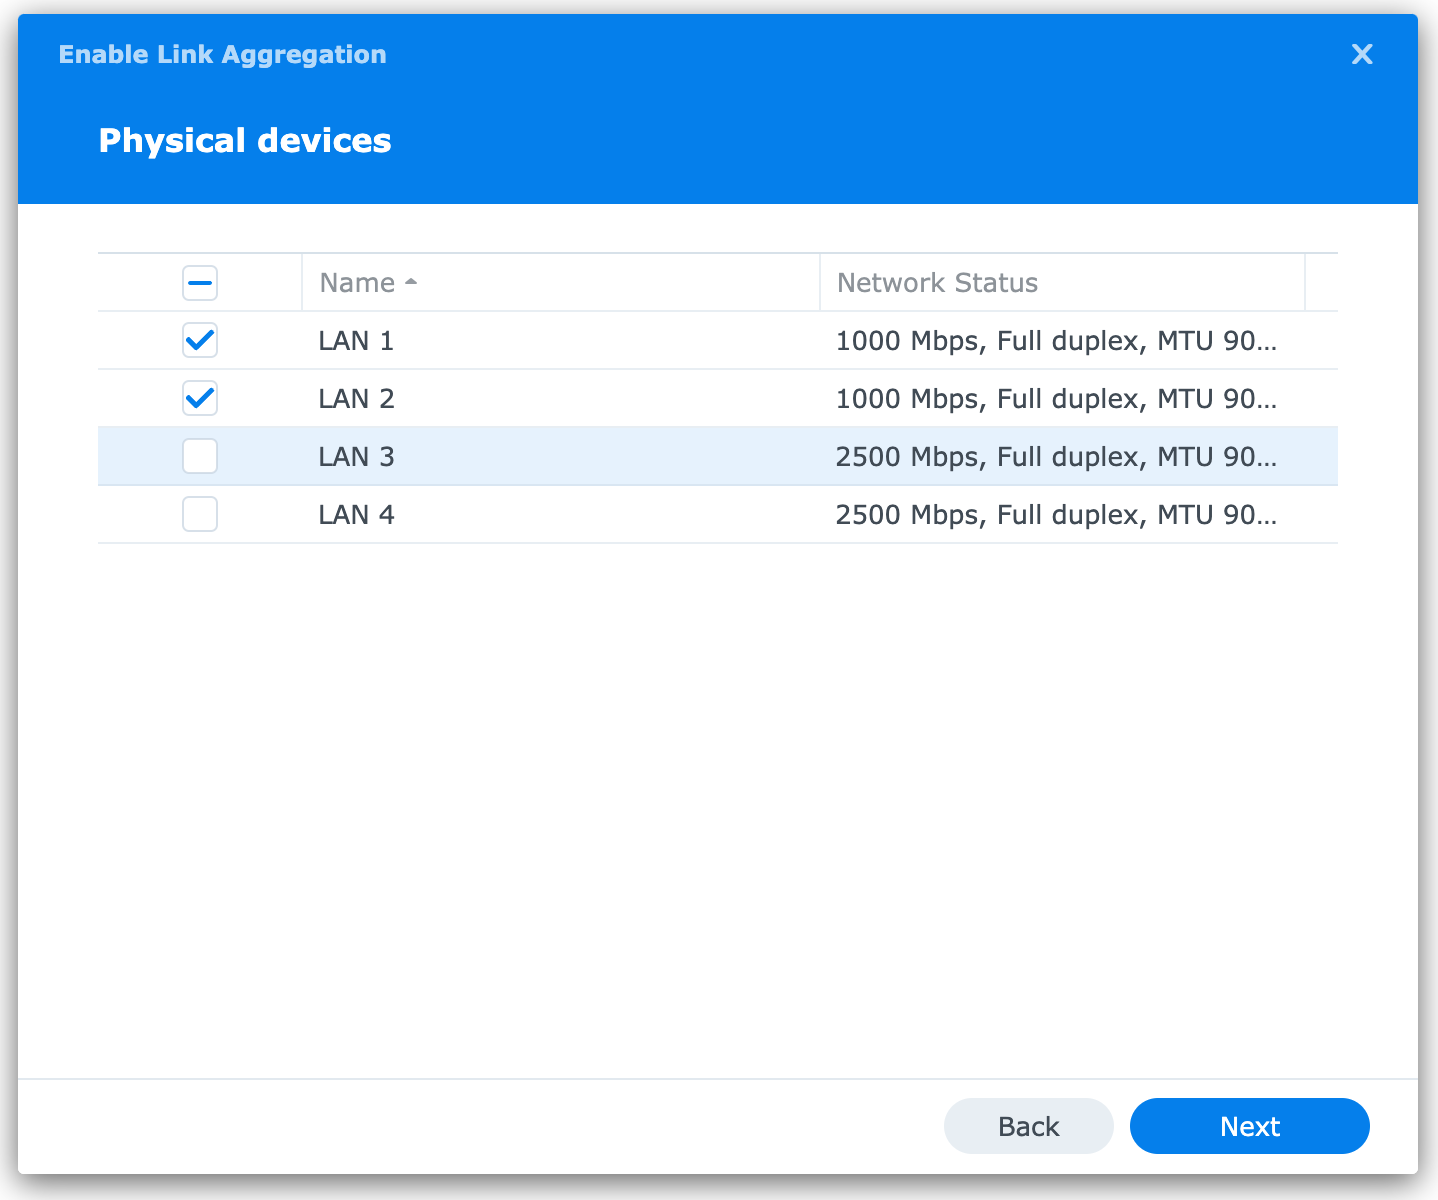 Enable Link Aggregation
Physical devices
Name Network Status
LAN 1 1000 Mbps, Full duplex, MTU 90...
LAN 2 1000 Mbps, Full duplex, MTU 90...
LAN 3 2500 Mbps, Full duplex, MTU 90...
LAN 4 2500 Mbps, Full duplex, MTU 90...
Back Next